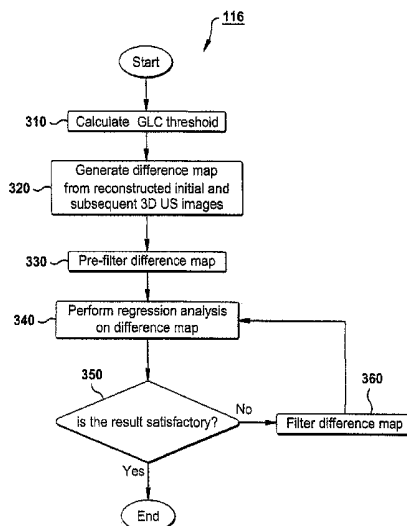 116
Start
310
Calculate GLC threshold
320
Generate difference map
from reconstructed initial and
subsequent 3D US images
330
Pre-filter difference map
340
Perform regression analysis
on difference map
350
is the result satisfactory?
No
360
Filter difference map
Yes
End